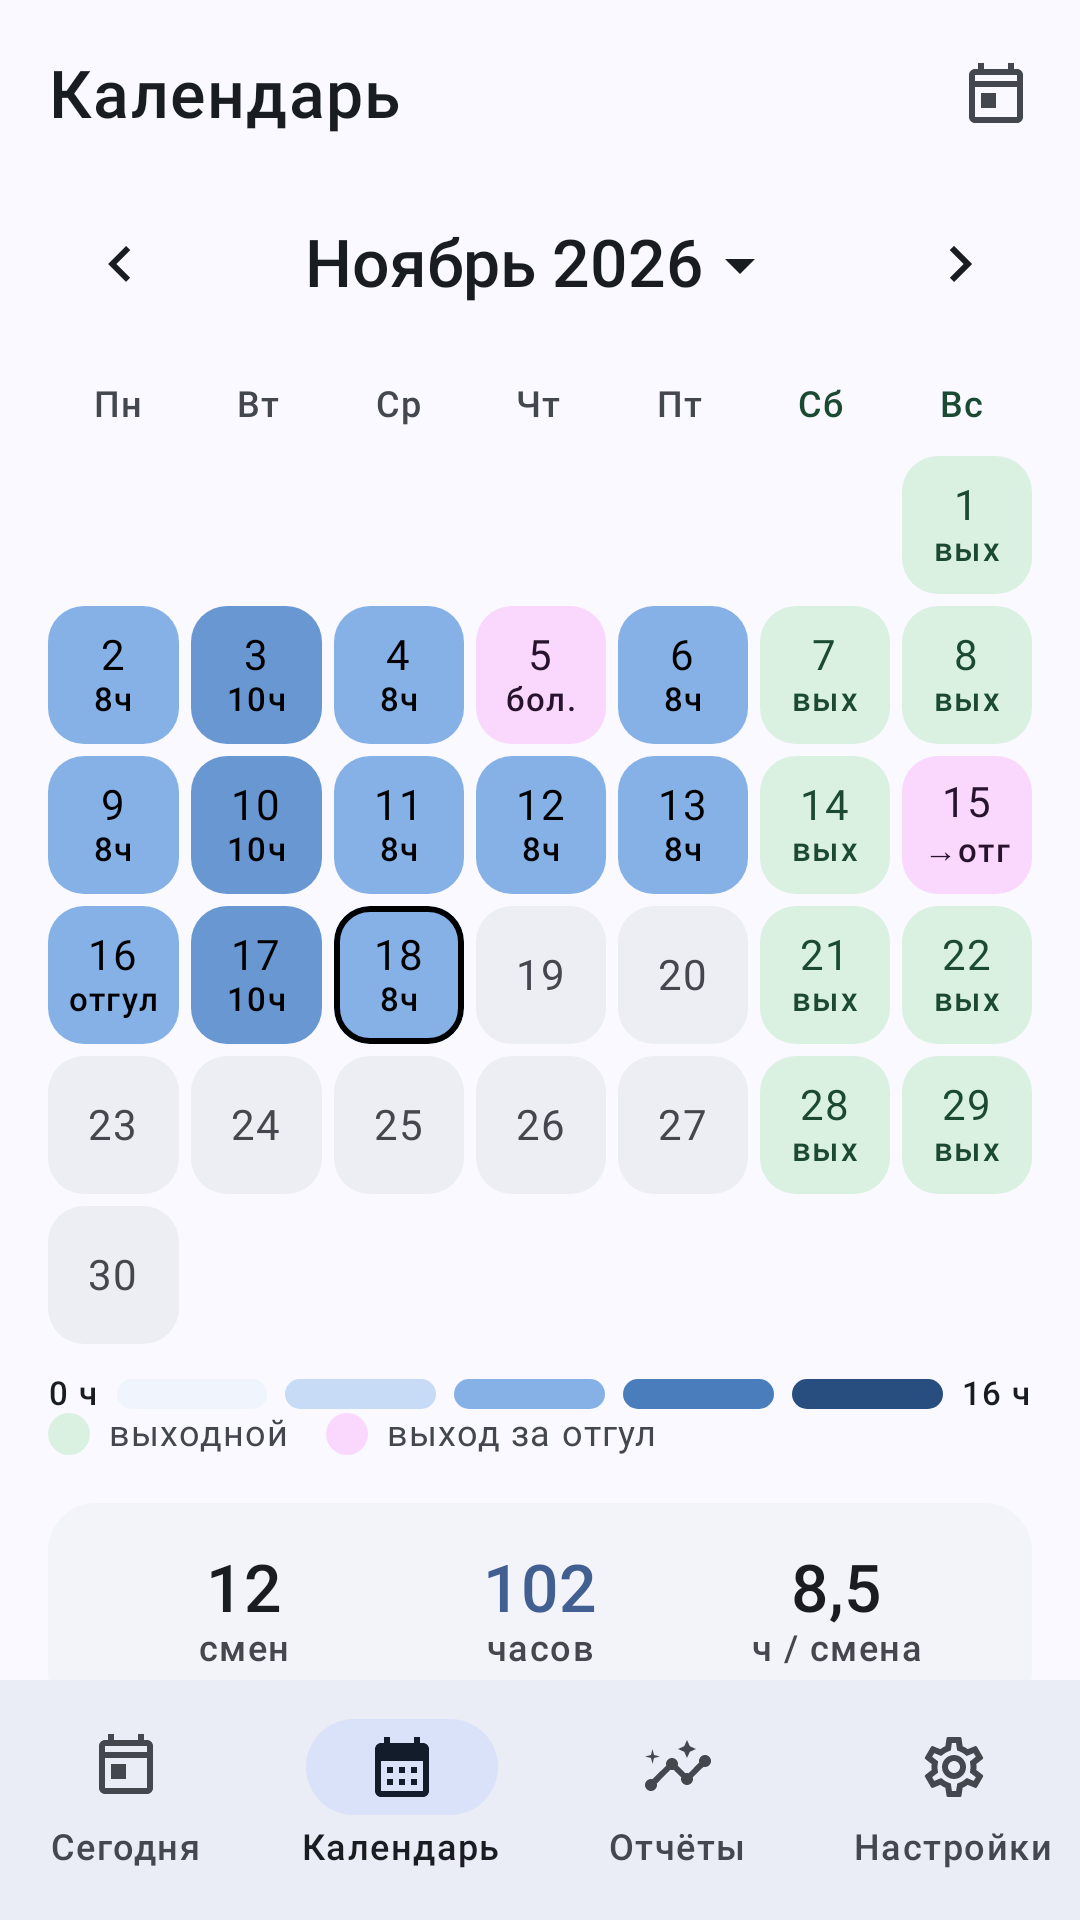 Календарь
Ноябрь 2026
Пн Вт Ср Чт Пт Сб Вс
1
вых
2 3 4 5 6 7 8
8ч 10ч 8ч бол. 8ч вых вых
9 10 11 12 13 14 15
8ч 10ч 8ч 8ч 8ч вых →отг
16 17 18 19 20 21 22
отгул 10ч 8ч вых вых
23 24 25 26 27 28 29
вых вых
30
0 ч 16 ч
выходной выход за отгул
12 102 8,5
смен часов ч / смена
Сегодня Календарь Отчёты Настройки